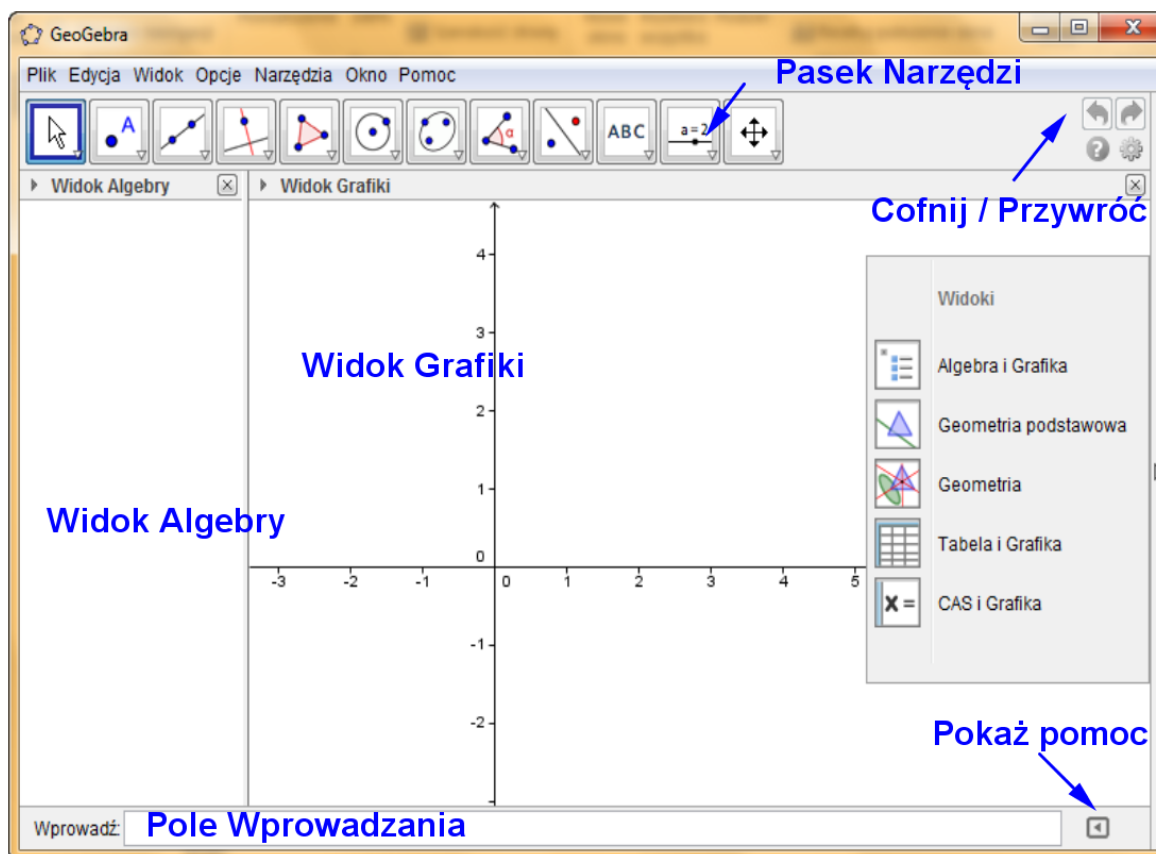 GeoGebra
Plik Edycja Widok Opcje Narzędzia Okno Pomoc
Pasek Narzędzi
A
α
ABC
a=2
Widok Algebry
Widok Grafiki
Cofnij / Przywróć
4
3
2
1
0
-3 -2 -1 0 1 2 3 4 5
-1
-2
Widok Grafiki
Widok Algebry
Widoki
Algebra i Grafika
Geometria podstawowa
Geometria
Tabela i Grafika
X =
CAS i Grafika
Pokaż pomoc
Wprowadź:
Pole Wprowadzania